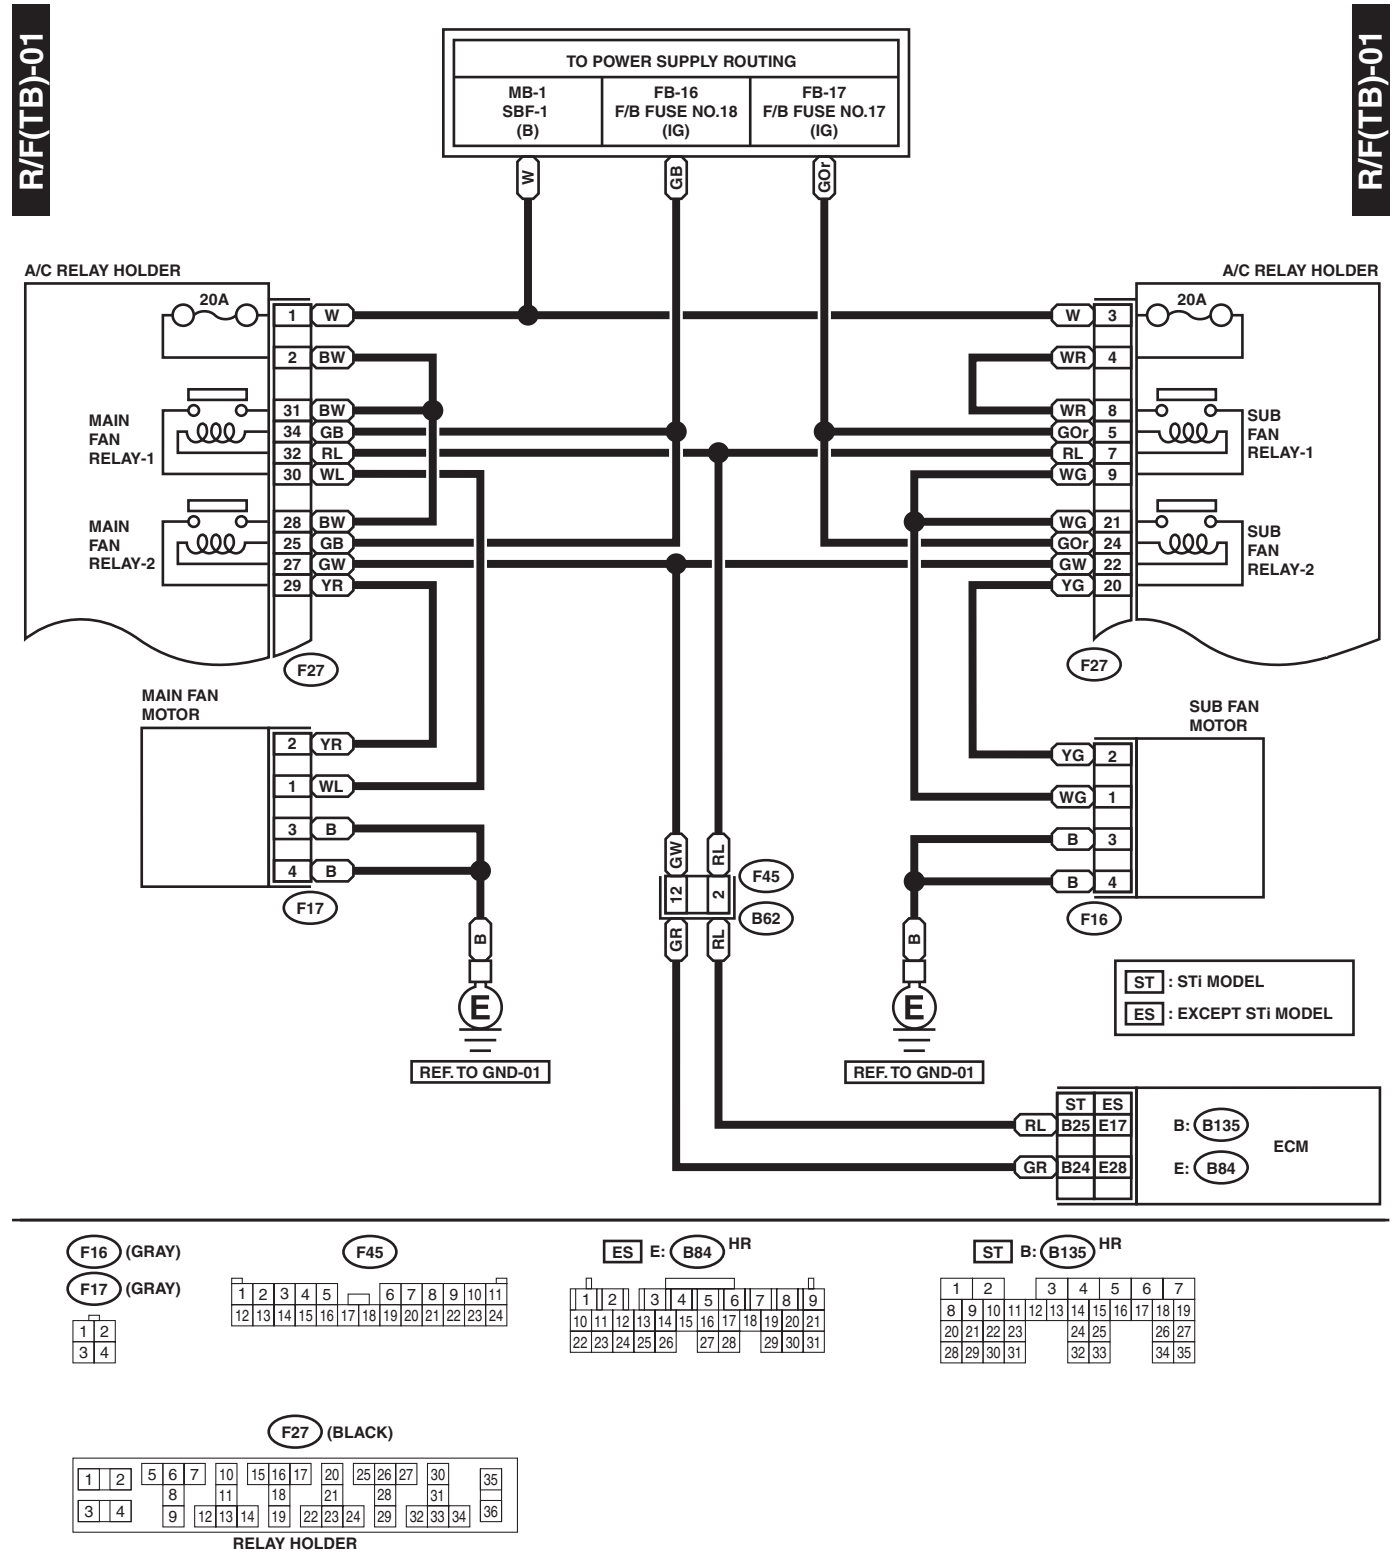 R/F(TB)-01
R/F(TB)-01
TO POWER SUPPLY ROUTING
MB-1
SBF-1
(B)
FB-16
F/B FUSE NO.18
(IG)
FB-17
F/B FUSE NO.17
(IG)
W
GB
GOr
A/C RELAY HOLDER
20A
1 W
2 BW
31 BW
34 GB
32 RL
30 WL
28 BW
25 GB
27 GW
29 YR
MAIN
FAN
RELAY-1
MAIN
FAN
RELAY-2
F27
A/C RELAY HOLDER
20A
W 3
WR 4
WR 8
GOr 5
RL 7
WG 9
WG 21
GOr 24
GW 22
YG 20
SUB
FAN
RELAY-1
SUB
FAN
RELAY-2
F27
MAIN FAN
MOTOR
2 YR
1 WL
3 B
4 B
F17
B
E
REF. TO GND-01
GW
RL
12
2
F45
B62
GR
RL
SUB FAN
MOTOR
YG 2
WG 1
B 3
B 4
F16
B
E
REF. TO GND-01
ST : STi MODEL
ES : EXCEPT STi MODEL
ST ES
RL B25 E17
GR B24 E28
B: B135
E: B84
ECM
F16 (GRAY)
F17 (GRAY)
1 2
3 4
F45
1 2 3 4 5 6 7 8 9 10 11
12 13 14 15 16 17 18 19 20 21 22 23 24
ES E: B84 HR
1 2 3 4 5 6 7 8 9
10 11 12 13 14 15 16 17 18 19 20 21
22 23 24 25 26 27 28 29 30 31
ST B: B135 HR
1 2 3 4 5 6 7
8 9 10 11 12 13 14 15 16 17 18 19
20 21 22 23 24 25 26 27
28 29 30 31 32 33 34 35
F27 (BLACK)
1 2 5 6 7 10 15 16 17 20 25 26 27 30 35
8 11 18 21 28 31
3 4 9 12 13 14 19 22 23 24 29 32 33 34 36
RELAY HOLDER